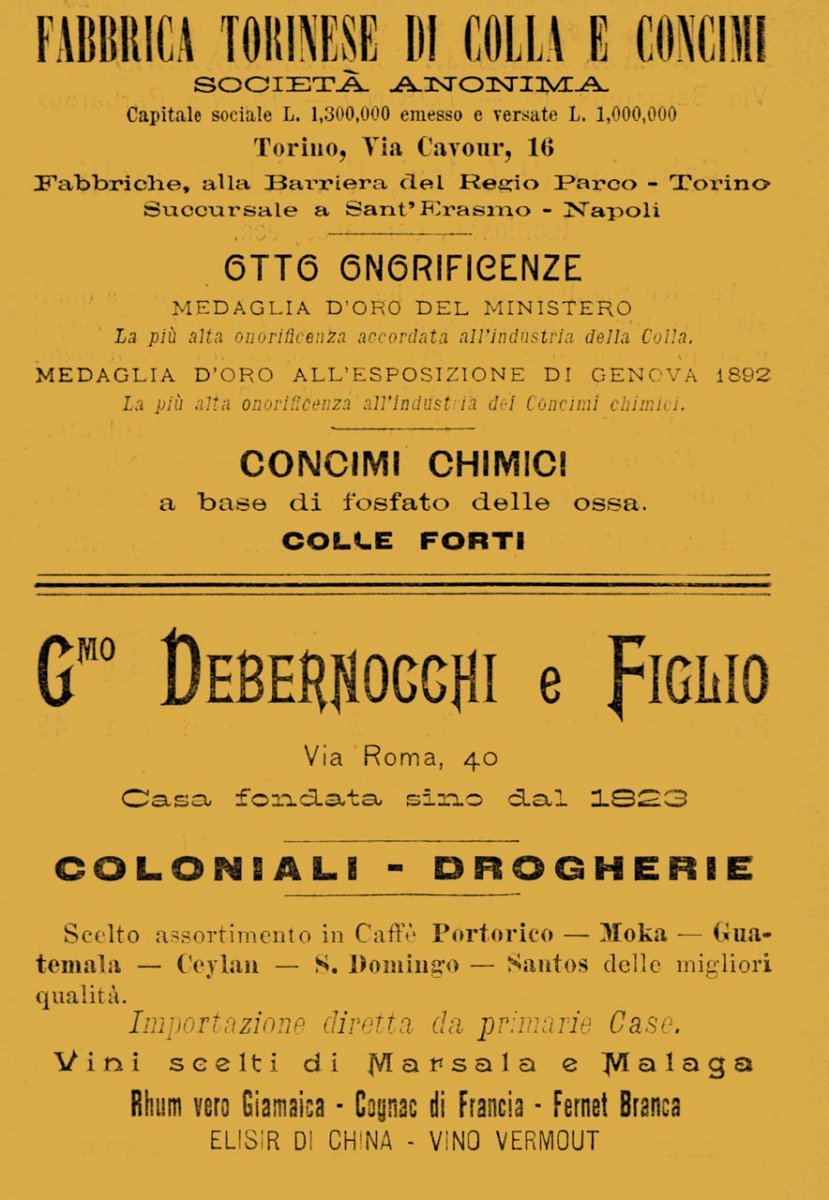 FABBRICA TORINESE DI COLLA E CONCIMI
SOCIETÀ ANONIMA
Capitale sociale L. 1,300,000 emesso e versate L. 1,000,000
Torino, Via Cavour, 16
Fabbriche, alla Barriera del Regio Parco - Torino
Succursale a Sant'Erasmo - Napoli
OTTO ONORIFICENZE
MEDAGLIA D'ORO DEL MINISTERO
La più alta onorificenza accordata all'industria della Colla.
MEDAGLIA D'ORO ALL'ESPOSIZIONE DI GENOVA 1892
La più alta onorificenza all'industria dei Concimi chimici.
CONCIMI CHIMICI
a base di fosfato delle ossa.
COLLE FORTI
GMO DEBERNOCCHI e FIGLIO
Via Roma, 40
Casa fondata sino dal 1823
COLONIALI - DROGHERIE
Scelto assortimento in Caffè Portorico — Moka — Gua-
temala — Ceylan — S. Domingo — Santos delle migliori
qualità.
Importazione diretta da primarie Case.
Vini scelti di Marsala e Malaga
Rhum vero Giamaica - Cognac di Francia - Fernet Branca
ELISIR DI CHINA - VINO VERMOUT